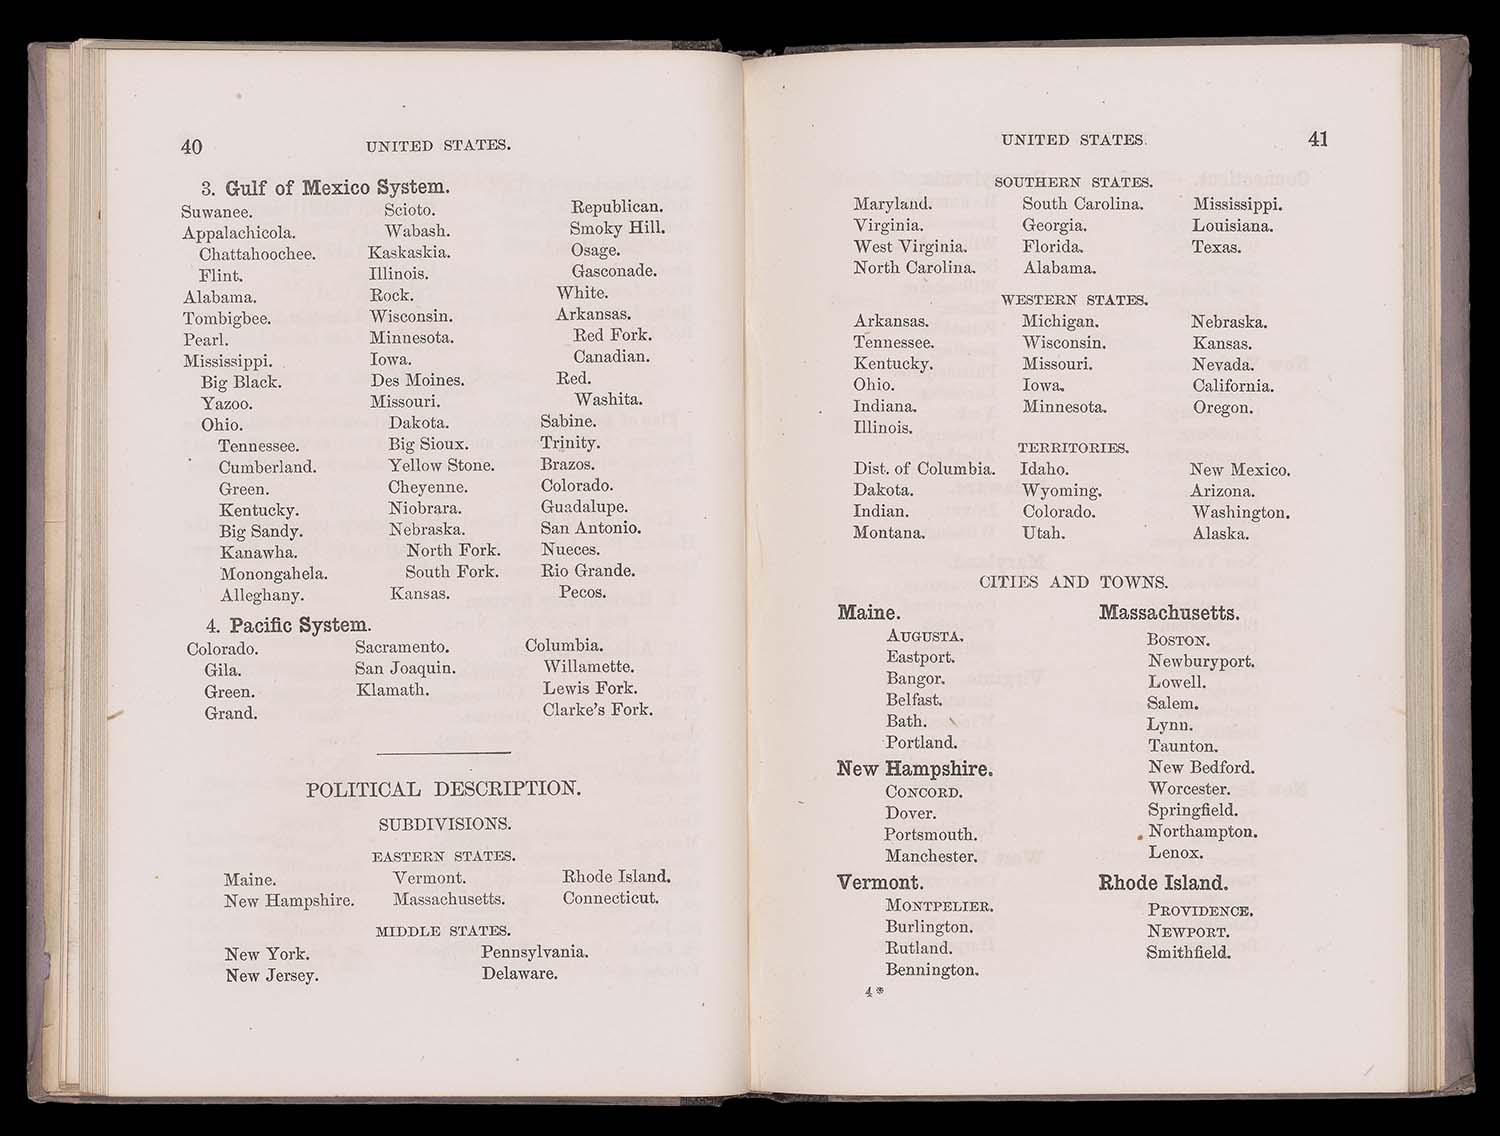 40 UNITED STATES.
3. Gulf of Mexico System.
Suwanee.
Appalachicola.
Chattahoochee.
Flint.
Alabama.
Tombigbee.
Pearl.
Mississippi.
Big Black.
Yazoo.
Ohio.
Tennessee.
Cumberland.
Green.
Kentucky.
Big Sandy.
Kanawha.
Monongahela.
Alleghany.
Scioto.
Wabash.
Kaskaskia.
Illinois.
Rock.
Wisconsin.
Minnesota.
Iowa.
Des Moines.
Missouri.
Dakota.
Big Sioux.
Yellow Stone.
Cheyenne.
Niobrara.
Nebraska.
North Fork.
South Fork.
Kansas.
Republican.
Smoky Hill.
Osage.
Gasconade.
White.
Arkansas.
Red Fork.
Canadian.
Red.
Washita.
Sabine.
Trinity.
Brazos.
Colorado.
Guadalupe.
San Antonio.
Nueces.
Rio Grande.
Pecos.
4. Pacific System.
Colorado.
Gila.
Green.
Grand.
Sacramento.
San Joaquin.
Klamath.
Columbia.
Willamette.
Lewis Fork.
Clarke's Fork.
POLITICAL DESCRIPTION.
SUBDIVISIONS.
EASTERN STATES.
Maine. Vermont. Rhode Island.
New Hampshire. Massachusetts. Connecticut.
MIDDLE STATES.
New York. Pennsylvania.
New Jersey. Delaware.
UNITED STATES. 41
SOUTHERN STATES.
Maryland. South Carolina. Mississippi.
Virginia. Georgia. Louisiana.
West Virginia. Florida. Texas.
North Carolina. Alabama.
WESTERN STATES.
Arkansas. Michigan. Nebraska.
Tennessee. Wisconsin. Kansas.
Kentucky. Missouri. Nevada.
Ohio. Iowa. California.
Indiana. Minnesota. Oregon.
Illinois.
TERRITORIES.
Dist. of Columbia. Idaho. New Mexico.
Dakota. Wyoming. Arizona.
Indian. Colorado. Washington.
Montana. Utah. Alaska.
CITIES AND TOWNS.
Maine.
AUGUSTA.
Eastport.
Bangor.
Belfast.
Bath.
Portland.
New Hampshire.
CONCORD.
Dover.
Portsmouth.
Manchester.
Vermont.
MONTPELIER.
Burlington.
Rutland.
Bennington.
Massachusetts.
BOSTON.
Newburyport.
Lowell.
Salem.
Lynn.
Taunton.
New Bedford.
Worcester.
Springfield.
Northampton.
Lenox.
Rhode Island.
PROVIDENCE.
NEWPORT.
Smithfield.
4*